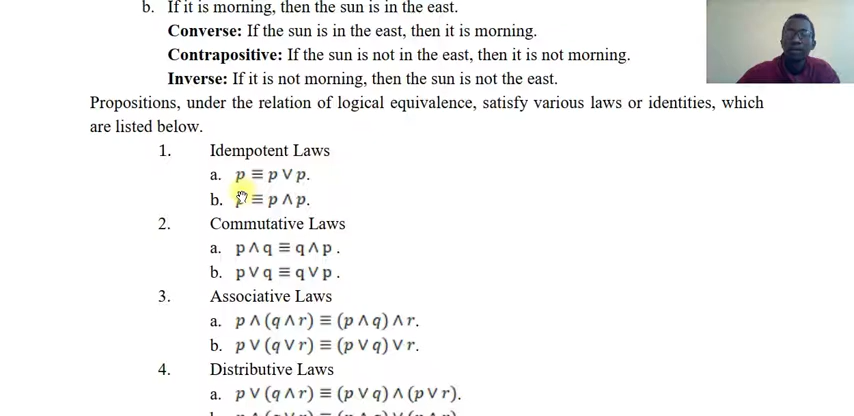 b. If it is morning, then the sun is in the east.
Converse: If the sun is in the east, then it is morning.
Contrapositive: If the sun is not in the east, then it is not morning.
Inverse: If it is not morning, then the sun is not the east.
Propositions, under the relation of logical equivalence, satisfy various laws or identities, which
are listed below.
1. Idempotent Laws
a. p ≡ p ∨ p.
b. p ≡ p ∧ p.
2. Commutative Laws
a. p ∧ q ≡ q ∧ p .
b. p ∨ q ≡ q ∨ p .
3. Associative Laws
a. p ∧ (q ∧ r) ≡ (p ∧ q) ∧ r.
b. p ∨ (q ∨ r) ≡ (p ∨ q) ∨ r.
4. Distributive Laws
a. p ∨ (q ∧ r) ≡ (p ∨ q) ∧ (p ∨ r).